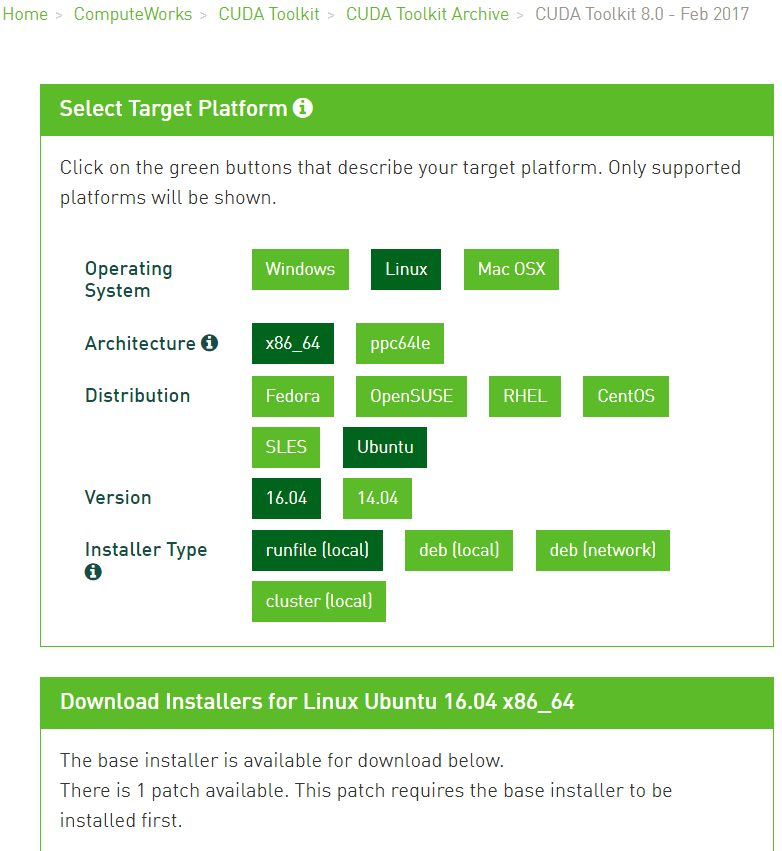 Home > ComputeWorks > CUDA Toolkit > CUDA Toolkit Archive > CUDA Toolkit 8.0 - Feb 2017
Select Target Platform
Click on the green buttons that describe your target platform. Only supported
platforms will be shown.
Operating
System
Windows Linux Mac OSX
Architecture x86_64 ppc64le
Distribution Fedora OpenSUSE RHEL CentOS
SLES Ubuntu
Version 16.04 14.04
Installer Type runfile (local) deb (local) deb (network)
cluster (local)
Download Installers for Linux Ubuntu 16.04 x86_64
The base installer is available for download below.
There is 1 patch available. This patch requires the base installer to be
installed first.